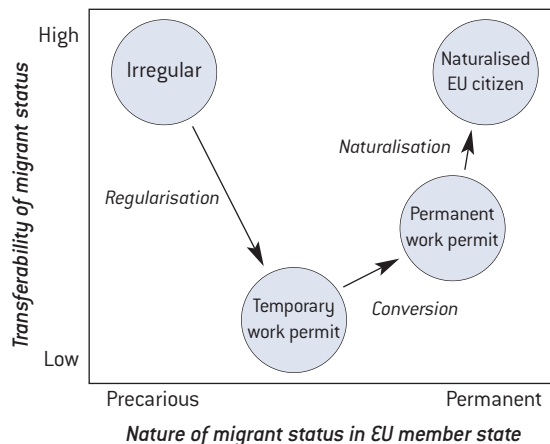 High
Irregular
Naturalised
EU citizen
Naturalisation
Regularisation
Transferability of migrant status
Permanent
work permit
Temporary
work permit
Conversion
Low
Precarious
Permanent
Nature of migrant status in EU member state